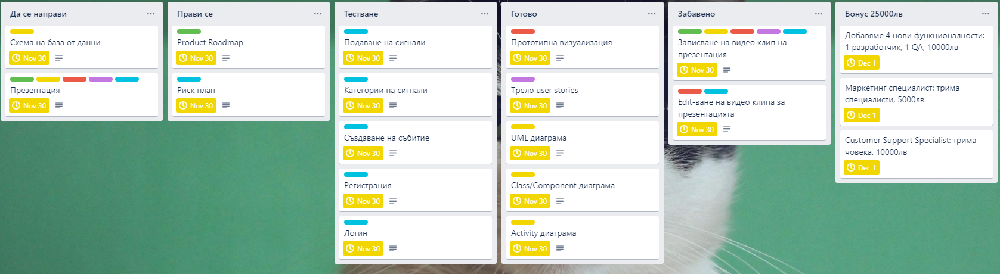 Да се направи
Схема на база от данни
Nov 30
Презентация
Nov 30
Прави се
Product Roadmap
Nov 30
Риск план
Nov 30
Тестване
Подаване на сигнали
Nov 30
Категории на сигнали
Nov 30
Създаване на събитие
Nov 30
Регистрация
Nov 30
Логин
Nov 30
Готово
Прототипна визуализация
Nov 30
Трело user stories
Nov 30
UML диаграма
Nov 30
Class/Component диаграма
Nov 30
Activity диаграма
Nov 30
Забавено
Записване на видео клип на
презентация
Nov 30
Edit-ване на видео клипа за
презентацията
Nov 30
Бонус 25000лв
Добавяме 4 нови функционалности:
1 разработчик, 1 QA, 10000лв
Dec 1
Маркетинг специалист: трима
специалисти, 5000лв
Dec 1
Customer Support Specialist: трима
човека. 10000лв
Dec 1